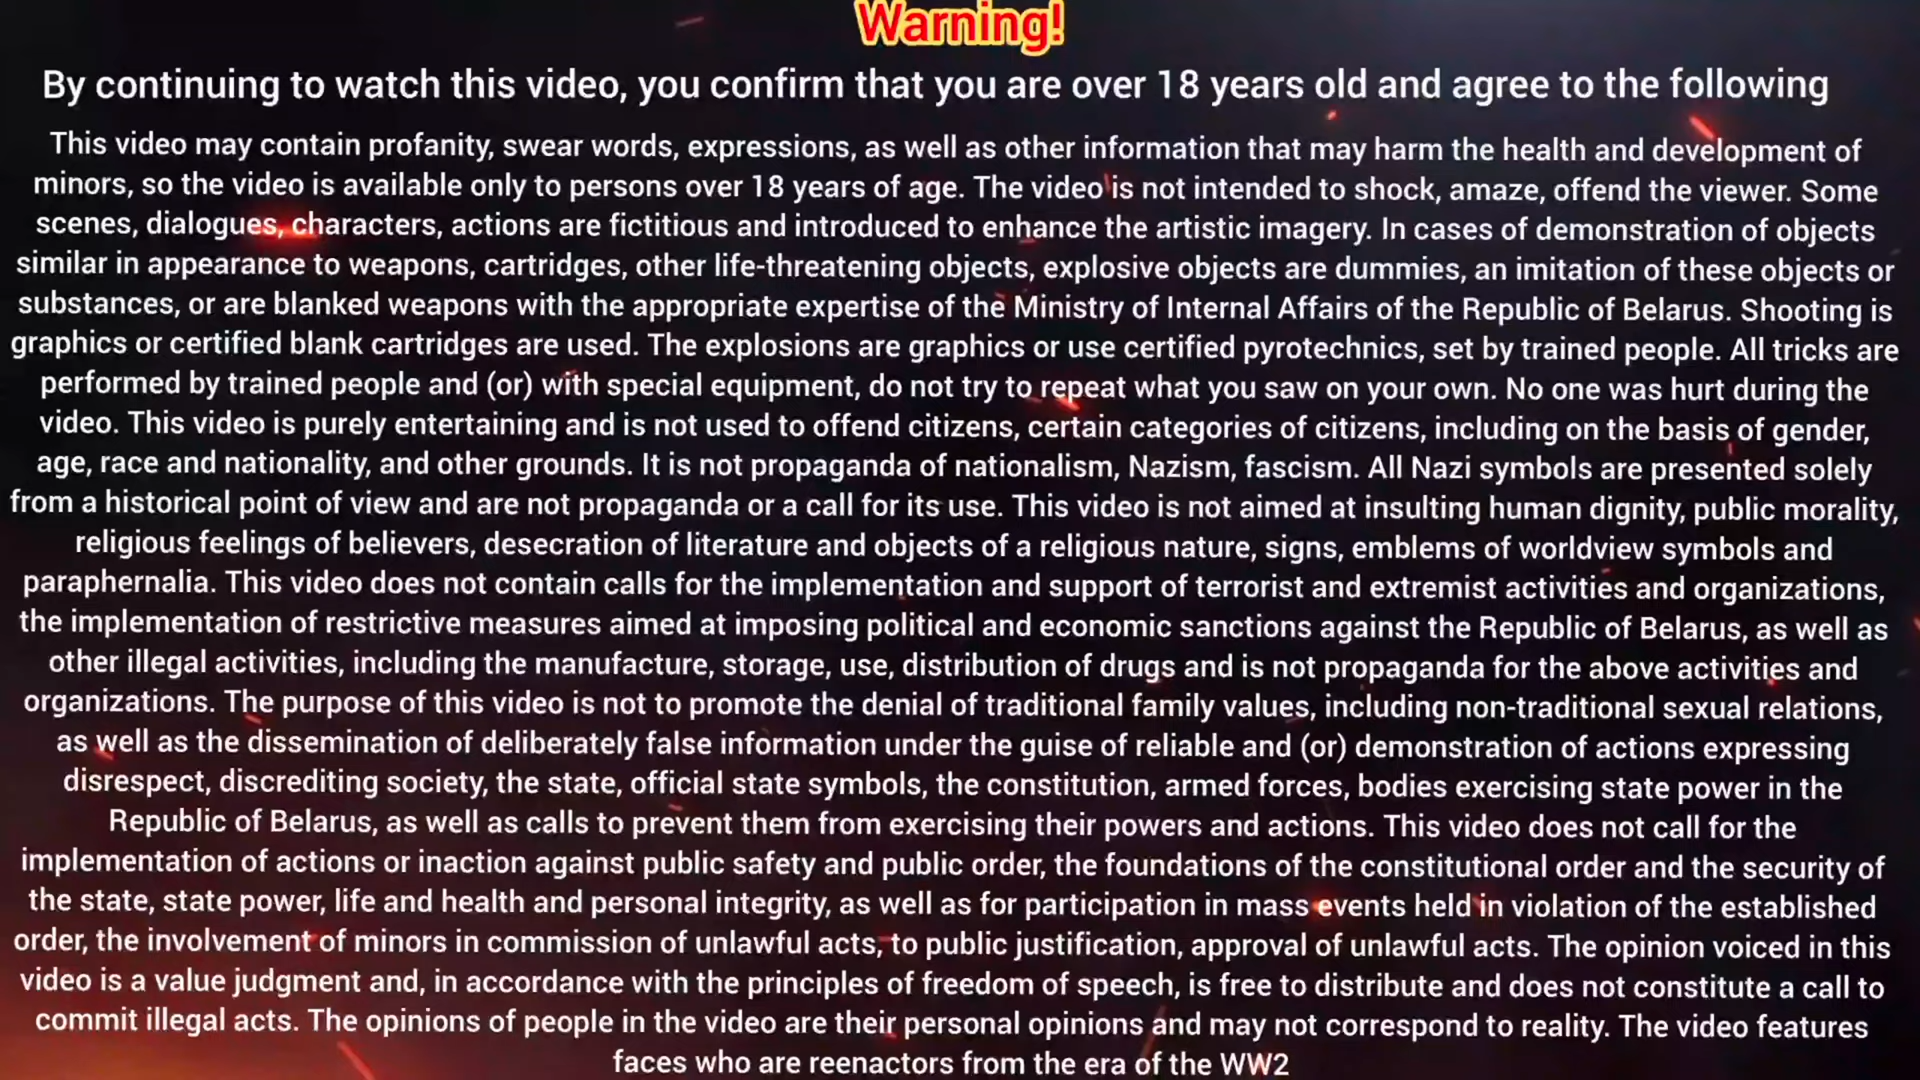 Warning!
By continuing to watch this video, you confirm that you are over 18 years old and agree to the following
This video may contain profanity, swear words, expressions, as well as other information that may harm the health and development of
minors, so the video is available only to persons over 18 years of age. The video is not intended to shock, amaze, offend the viewer. Some
scenes, dialogues, characters, actions are fictitious and introduced to enhance the artistic imagery. In cases of demonstration of objects
similar in appearance to weapons, cartridges, other life-threatening objects, explosive objects are dummies, an imitation of these objects or
substances, or are blanked weapons with the appropriate expertise of the Ministry of Internal Affairs of the Republic of Belarus. Shooting is
graphics or certified blank cartridges are used. The explosions are graphics or use certified pyrotechnics, set by trained people. All tricks are
performed by trained people and (or) with special equipment, do not try to repeat what you saw on your own. No one was hurt during the
video. This video is purely entertaining and is not used to offend citizens, certain categories of citizens, including on the basis of gender,
age, race and nationality, and other grounds. It is not propaganda of nationalism, Nazism, fascism. All Nazi symbols are presented solely
from a historical point of view and are not propaganda or a call for its use. This video is not aimed at insulting human dignity, public morality,
religious feelings of believers, desecration of literature and objects of a religious nature, signs, emblems of worldview symbols and
paraphernalia. This video does not contain calls for the implementation and support of terrorist and extremist activities and organizations,
the implementation of restrictive measures aimed at imposing political and economic sanctions against the Republic of Belarus, as well as
other illegal activities, including the manufacture, storage, use, distribution of drugs and is not propaganda for the above activities and
organizations. The purpose of this video is not to promote the denial of traditional family values, including non-traditional sexual relations,
as well as the dissemination of deliberately false information under the guise of reliable and (or) demonstration of actions expressing
disrespect, discrediting society, the state, official state symbols, the constitution, armed forces, bodies exercising state power in the
Republic of Belarus, as well as calls to prevent them from exercising their powers and actions. This video does not call for the
implementation of actions or inaction against public safety and public order, the foundations of the constitutional order and the security of
the state, state power, life and health and personal integrity, as well as for participation in mass events held in violation of the established
order, the involvement of minors in commission of unlawful acts, to public justification, approval of unlawful acts. The opinion voiced in this
video is a value judgment and, in accordance with the principles of freedom of speech, is free to distribute and does not constitute a call to
commit illegal acts. The opinions of people in the video are their personal opinions and may not correspond to reality. The video features
faces who are reenactors from the era of the WW2